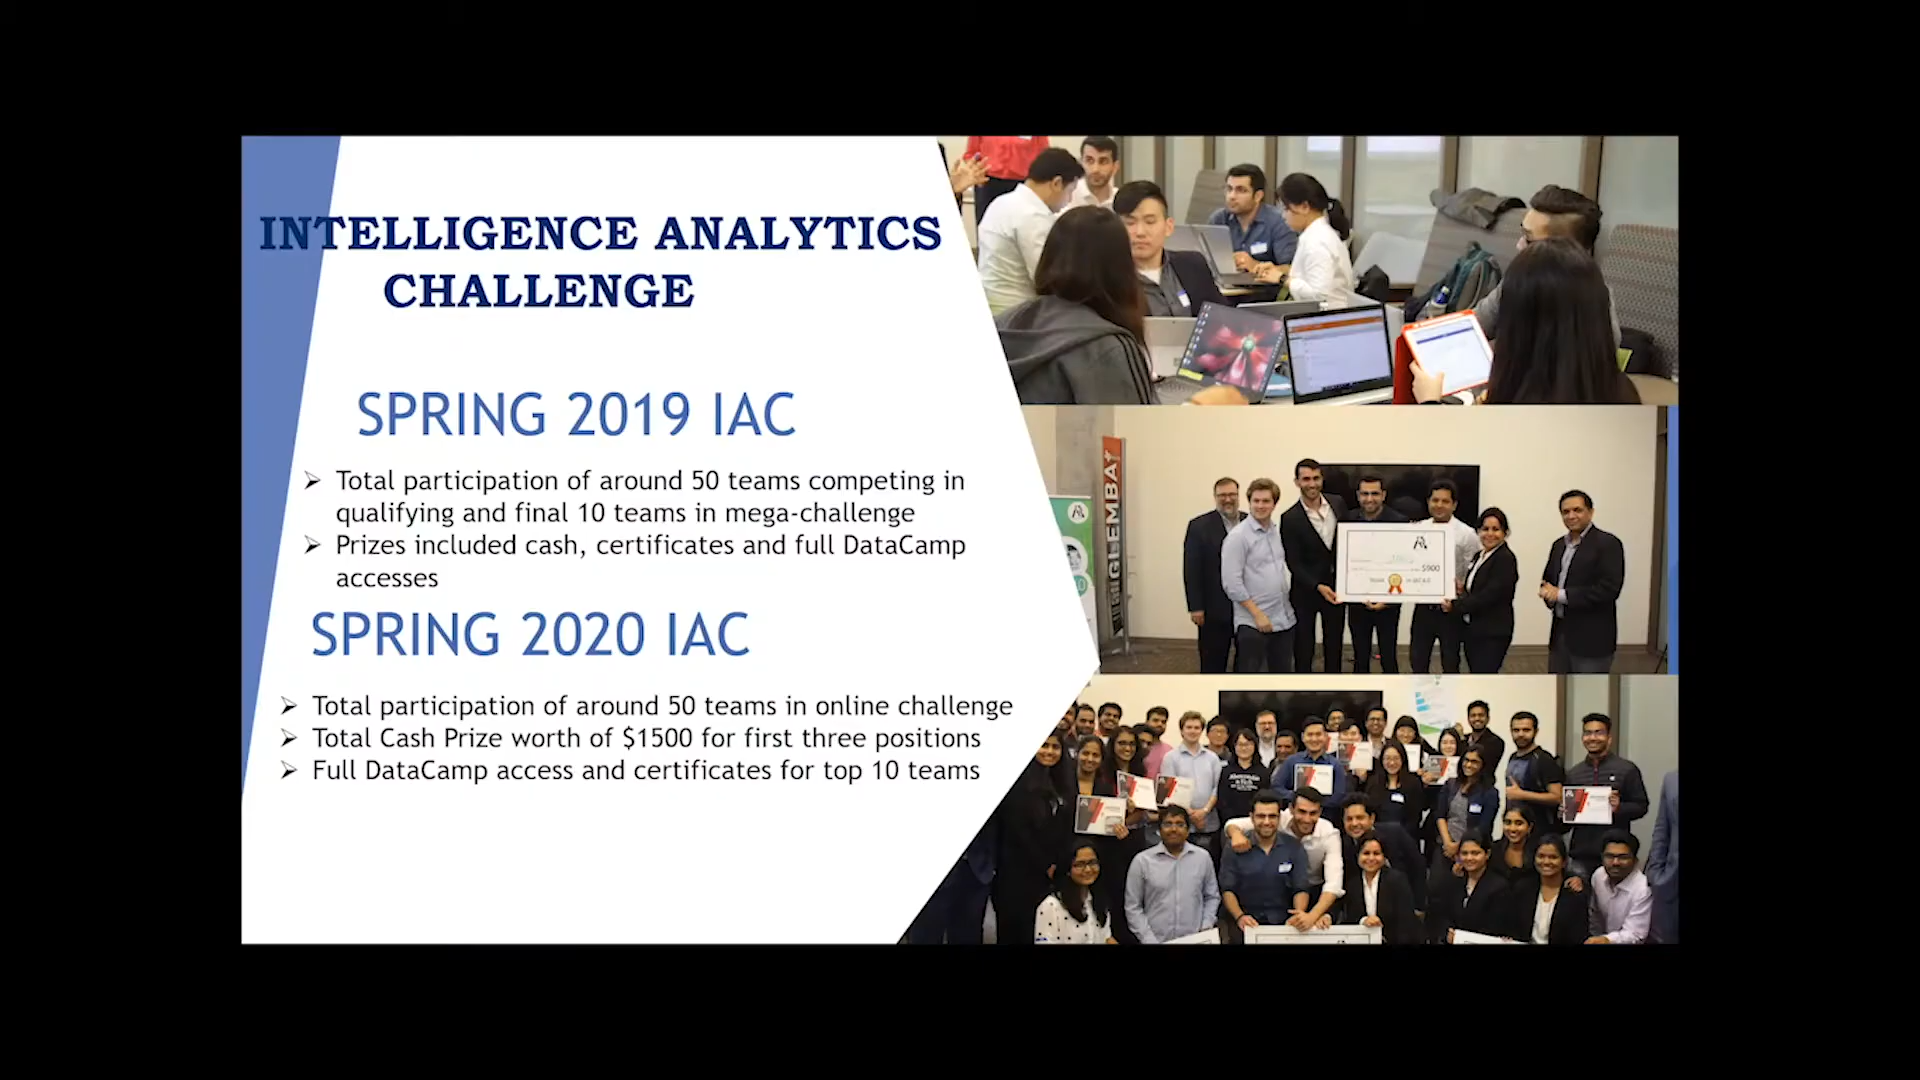 INTELLIGENCE ANALYTICS
CHALLENGE
SPRING 2019 IAC
➢ Total participation of around 50 teams competing in
qualifying and final 10 teams in mega-challenge
➢ Prizes included cash, certificates and full DataCamp
accesses
SPRING 2020 IAC
➢ Total participation of around 50 teams in online challenge
➢ Total Cash Prize worth of $1500 for first three positions
➢ Full DataCamp access and certificates for top 10 teams
$900